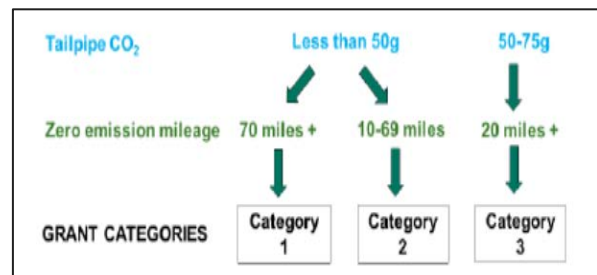 Tailpipe CO₂ Less than 50g 50-75g
Zero emission mileage 70 miles + 10-69 miles 20 miles +
GRANT CATEGORIES Category 1 Category 2 Category 3